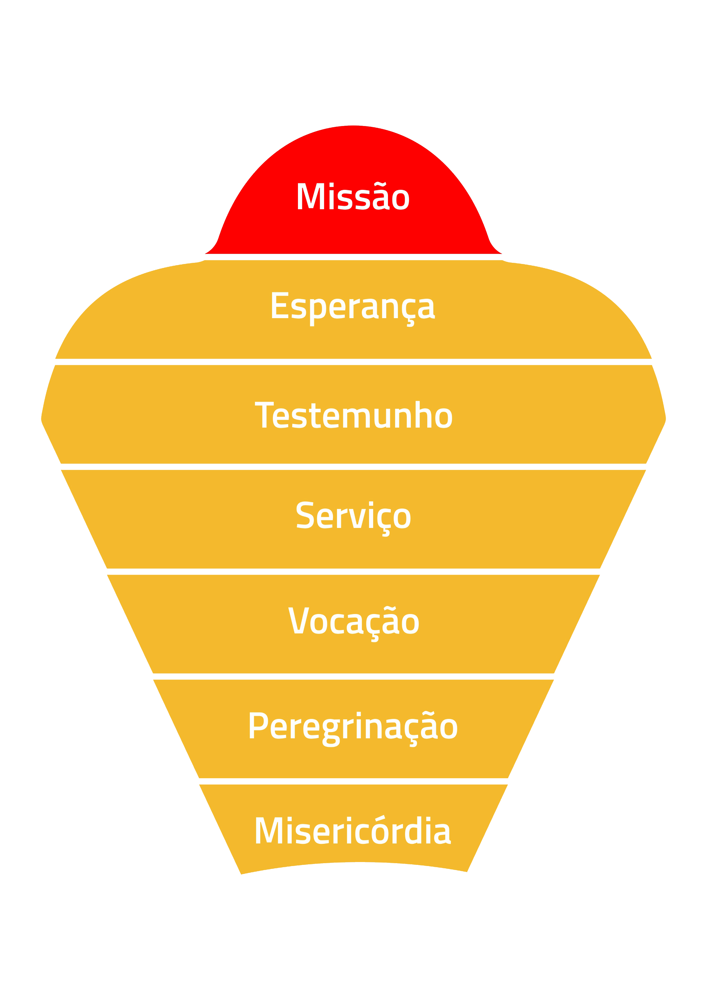 Missão
Esperança
Testemunho
Serviço
Vocação
Peregrinação
Misericórdia